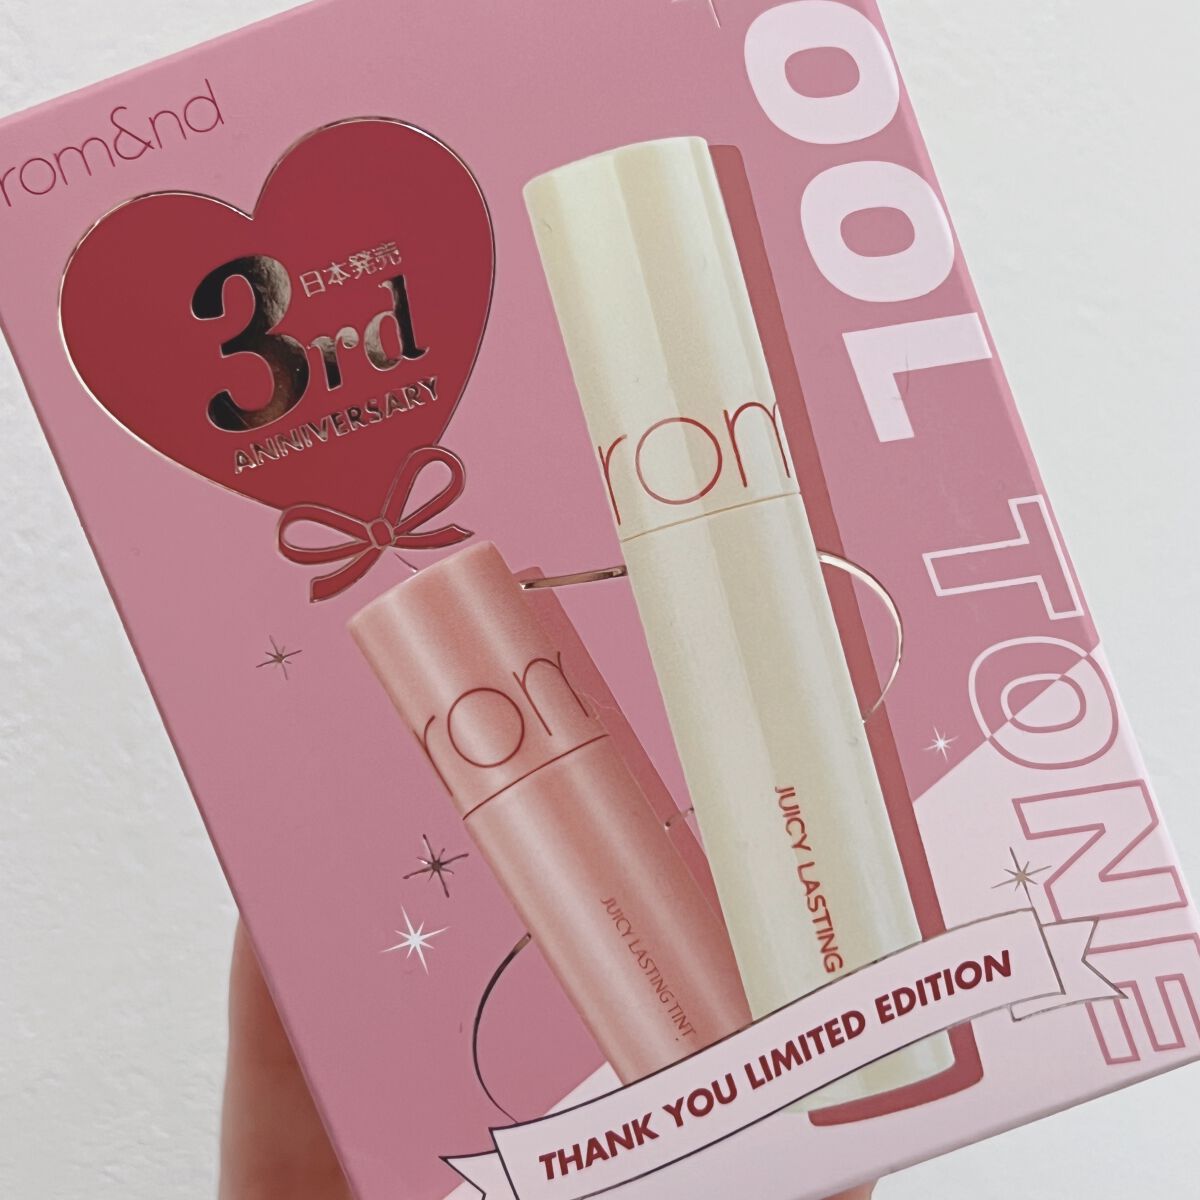 rom&nd
日本発売
3rd
ANNIVERSARY
rom
JUICY LASTING
rom
JUICY LASTING TINT
OOL TONE
THANK YOU LIMITED EDITION